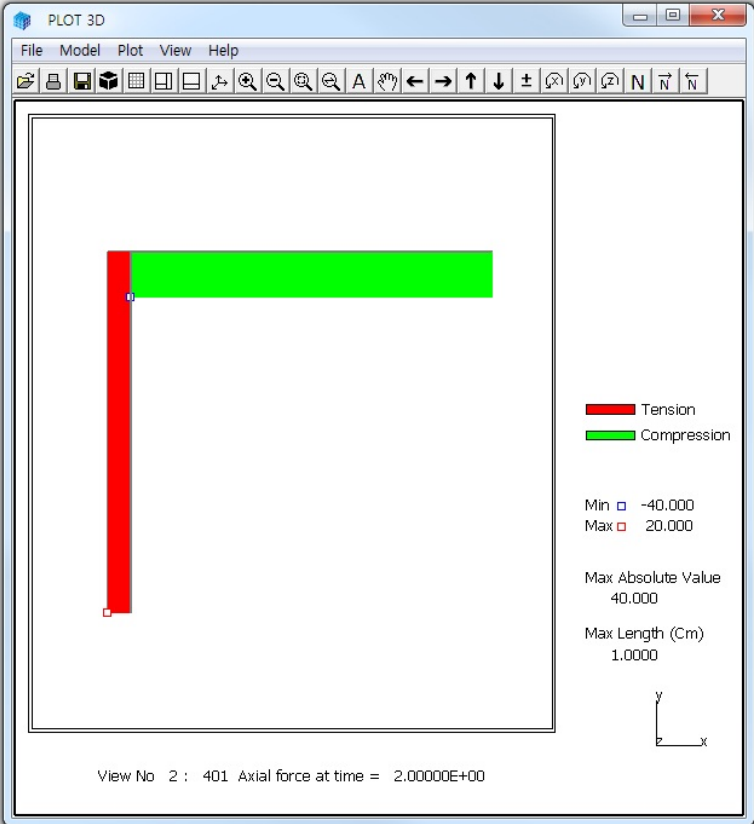 PLOT 3D
File Model Plot View Help
A ± x y z N N N
Tension
Compression
Min -40.000
Max 20.000
Max Absolute Value
40.000
Max Length (Cm)
1.0000
y
z x
View No 2 : 401 Axial force at time = 2.00000E+00